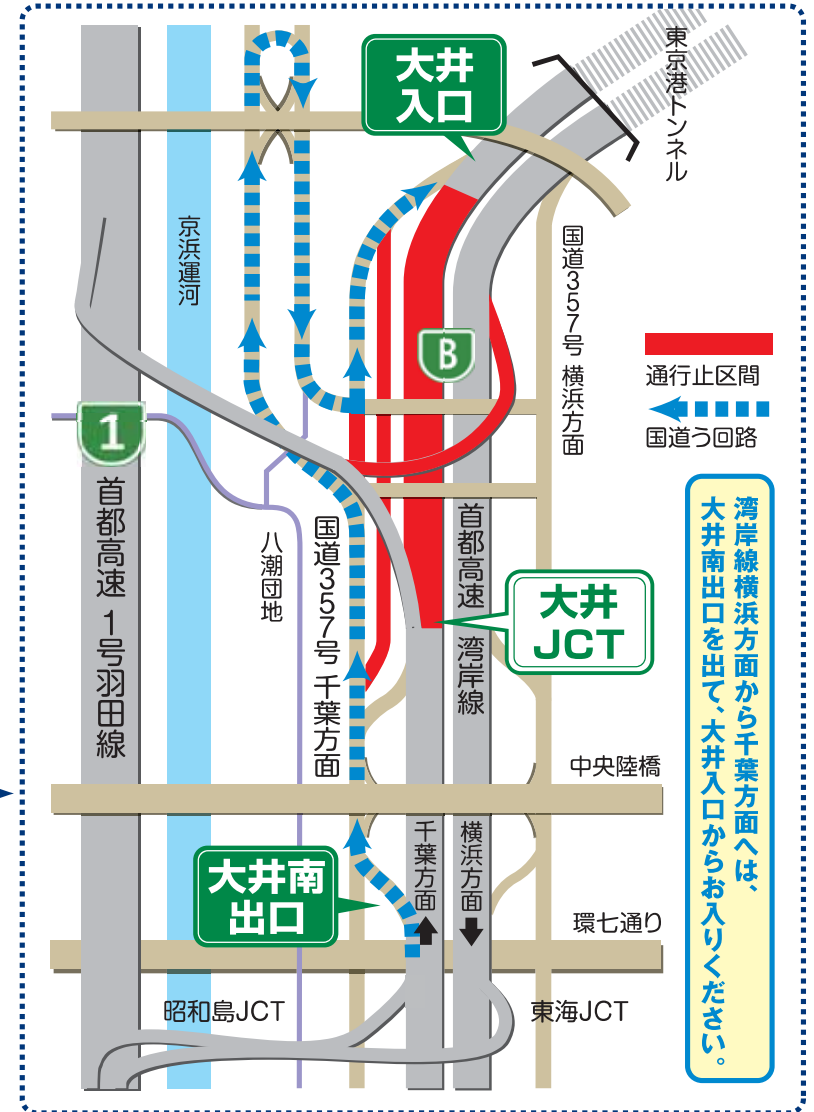 大井
入口
東京港トンネル
京浜運河
国道357号 横浜方面
B
通行止区間
国道う回路
1
首都高速 1号羽田線
八潮団地
国道357号 千葉方面
首都高速 湾岸線
大井
JCT
湾岸線横浜方面から千葉方面へは、
大井南出口を出て、大井入口からお入りください。
中央陸橋
千葉方面
横浜方面
大井南
出口
環七通り
昭和島JCT
東海JCT